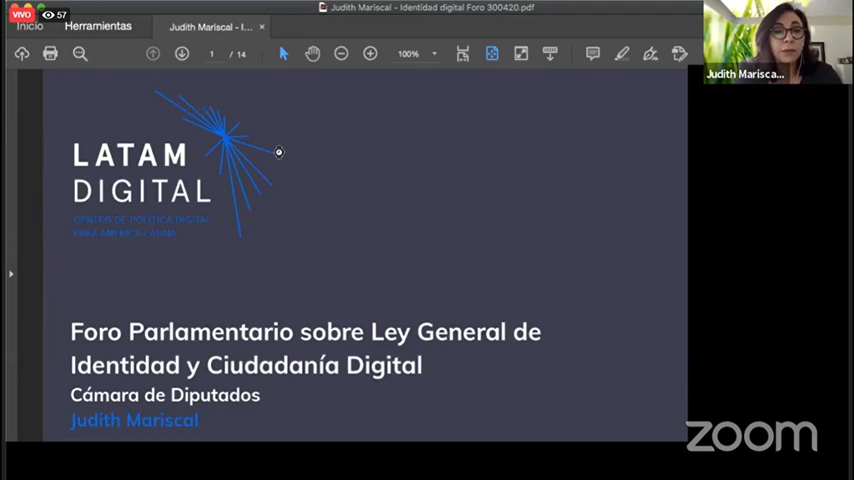 VIVO 57
Judith Mariscal - Identidad digital Foro 300420.pdf
Inicio Herramientas Judith Mariscal - I... ×
1 / 14 100%
Judith Marisca...
LATAM
DIGITAL
CENTRO DE POLÍTICA DIGITAL
PARA AMÉRICA LATINA
Foro Parlamentario sobre Ley General de
Identidad y Ciudadanía Digital
Cámara de Diputados
Judith Mariscal
zoom